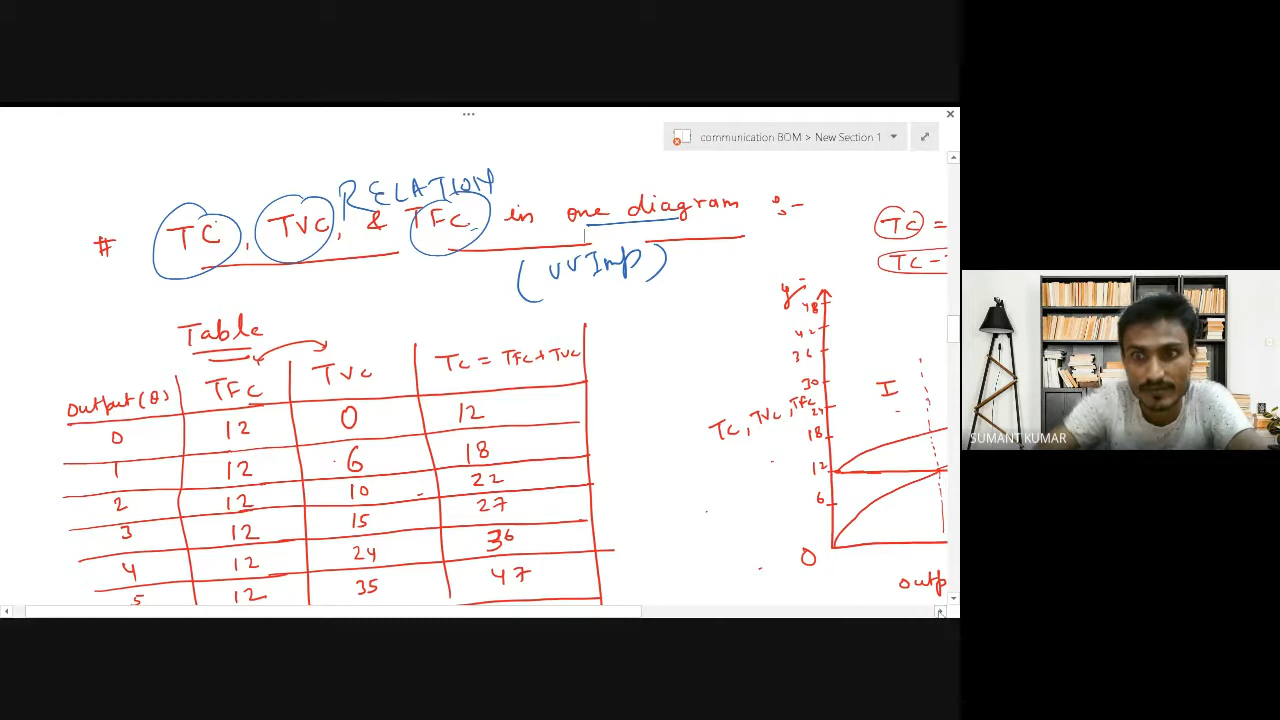 communication BOM > New Section 1
RELATION
# TC, TVC, & TFC in one diagram :-
(VV Imp)
Table
Output (Q) TFC TVC TC = TFC + TVC
0 12 0 12
1 12 6 18
2 12 10 22
3 12 15 27
4 12 24 36
5 12 35 47
TC =
TC -
y
48
42
36
30
24
18
12
6
O
TC, TVC, TFC
I
outp
SUMANT KUMAR